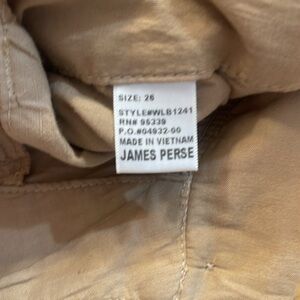 SIZE: 26
STYLE#WLB1241
RN# 95339
P.O.#04932-00
MADE IN VIETNAM
JAMES PERSE